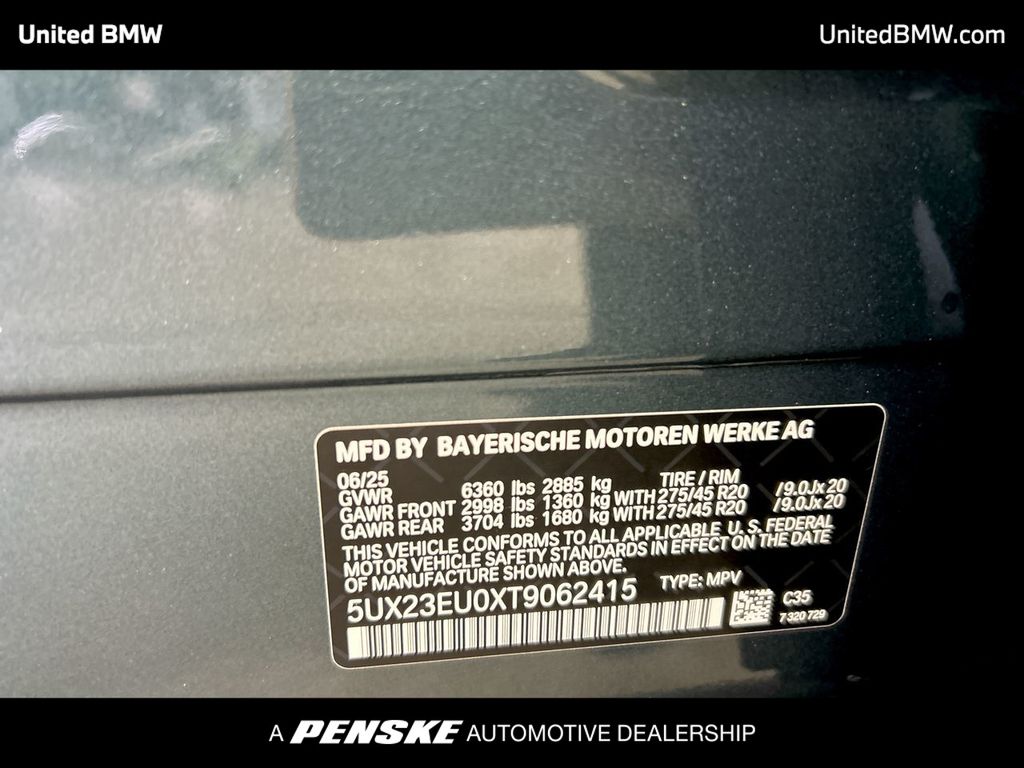 United BMW
UnitedBMW.com
MFD BY BAYERISCHE MOTOREN WERKE AG
06/25
TIRE / RIM
GVWR 6360 lbs 2885 kg
GAWR FRONT 2998 lbs 1360 kg WITH 275/45 R20 /9.0Jx20
GAWR REAR 3704 lbs 1680 kg WITH 275/45 R20 /9.0Jx20
THIS VEHICLE CONFORMS TO ALL APPLICABLE U. S. FEDERAL
MOTOR VEHICLE SAFETY STANDARDS IN EFFECT ON THE DATE
OF MANUFACTURE SHOWN ABOVE.
5UX23EU0XT9062415
TYPE: MPV
C35
7 320 729
A PENSKE AUTOMOTIVE DEALERSHIP